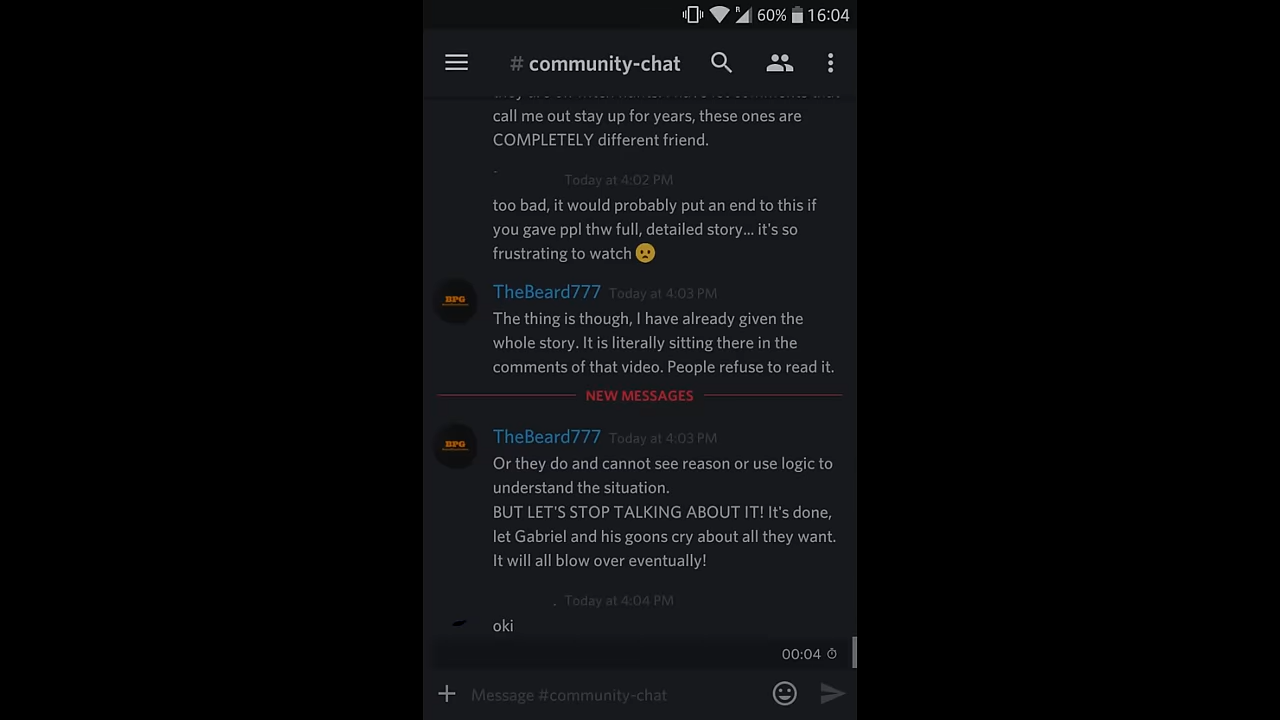 R 60% 16:04
# community-chat
call me out stay up for years, these ones are
COMPLETELY different friend.
Today at 4:02 PM
too bad, it would probably put an end to this if
you gave ppl thw full, detailed story... it's so
frustrating to watch 😦
BPG
TheBeard777 Today at 4:03 PM
The thing is though, I have already given the
whole story. It is literally sitting there in the
comments of that video. People refuse to read it.
NEW MESSAGES
BPG
TheBeard777 Today at 4:03 PM
Or they do and cannot see reason or use logic to
understand the situation.
BUT LET'S STOP TALKING ABOUT IT! It's done,
let Gabriel and his goons cry about all they want.
It will all blow over eventually!
Today at 4:04 PM
oki
00:04
Message #community-chat